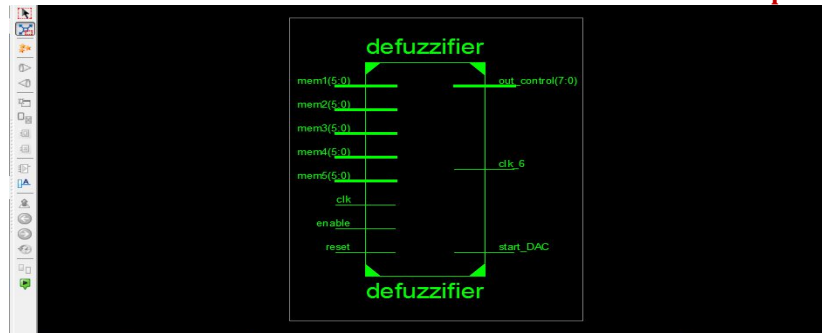 defuzzifier
mem1(5:0)
out_control(7:0)
mem2(5:0)
mem3(5:0)
mem4(5:0)
clk_6
mem5(5:0)
clk
enable
reset
start_DAC
defuzzifier